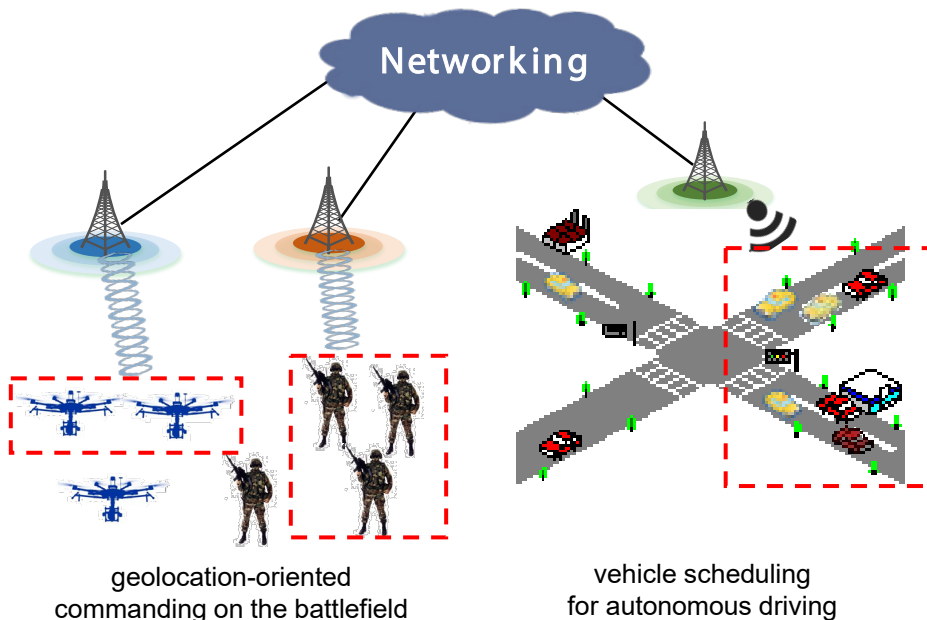 Networking
geolocation-oriented
commanding on the battlefield
vehicle scheduling
for autonomous driving